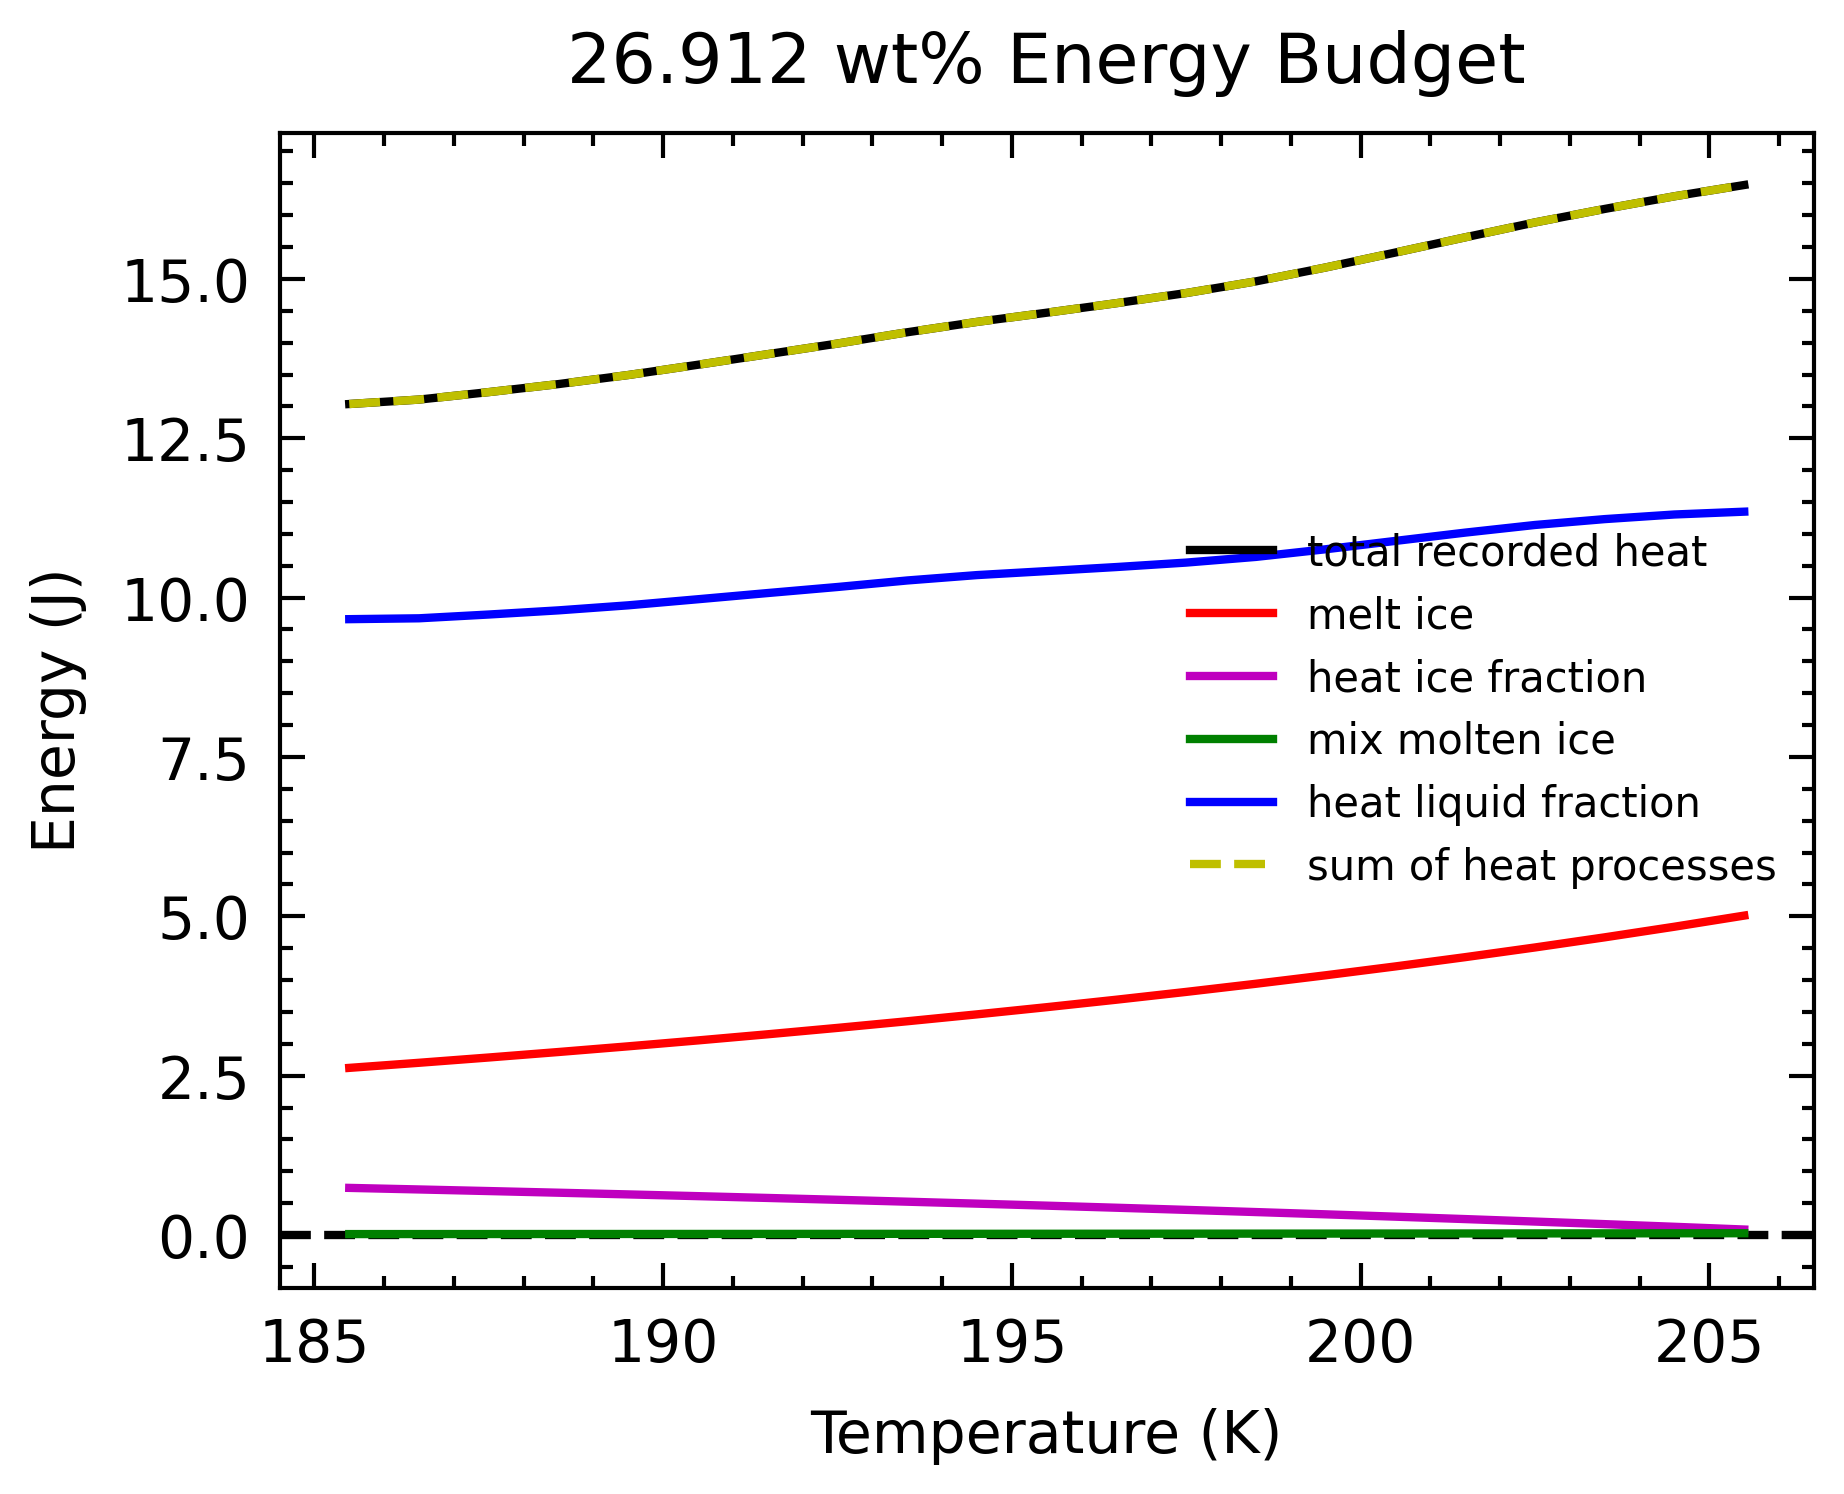 26.912 wt% Energy Budget
Energy (J)
15.0
12.5
10.0
7.5
5.0
2.5
0.0
total recorded heat
melt ice
heat ice fraction
mix molten ice
heat liquid fraction
sum of heat processes
185 190 195 200 205
Temperature (K)